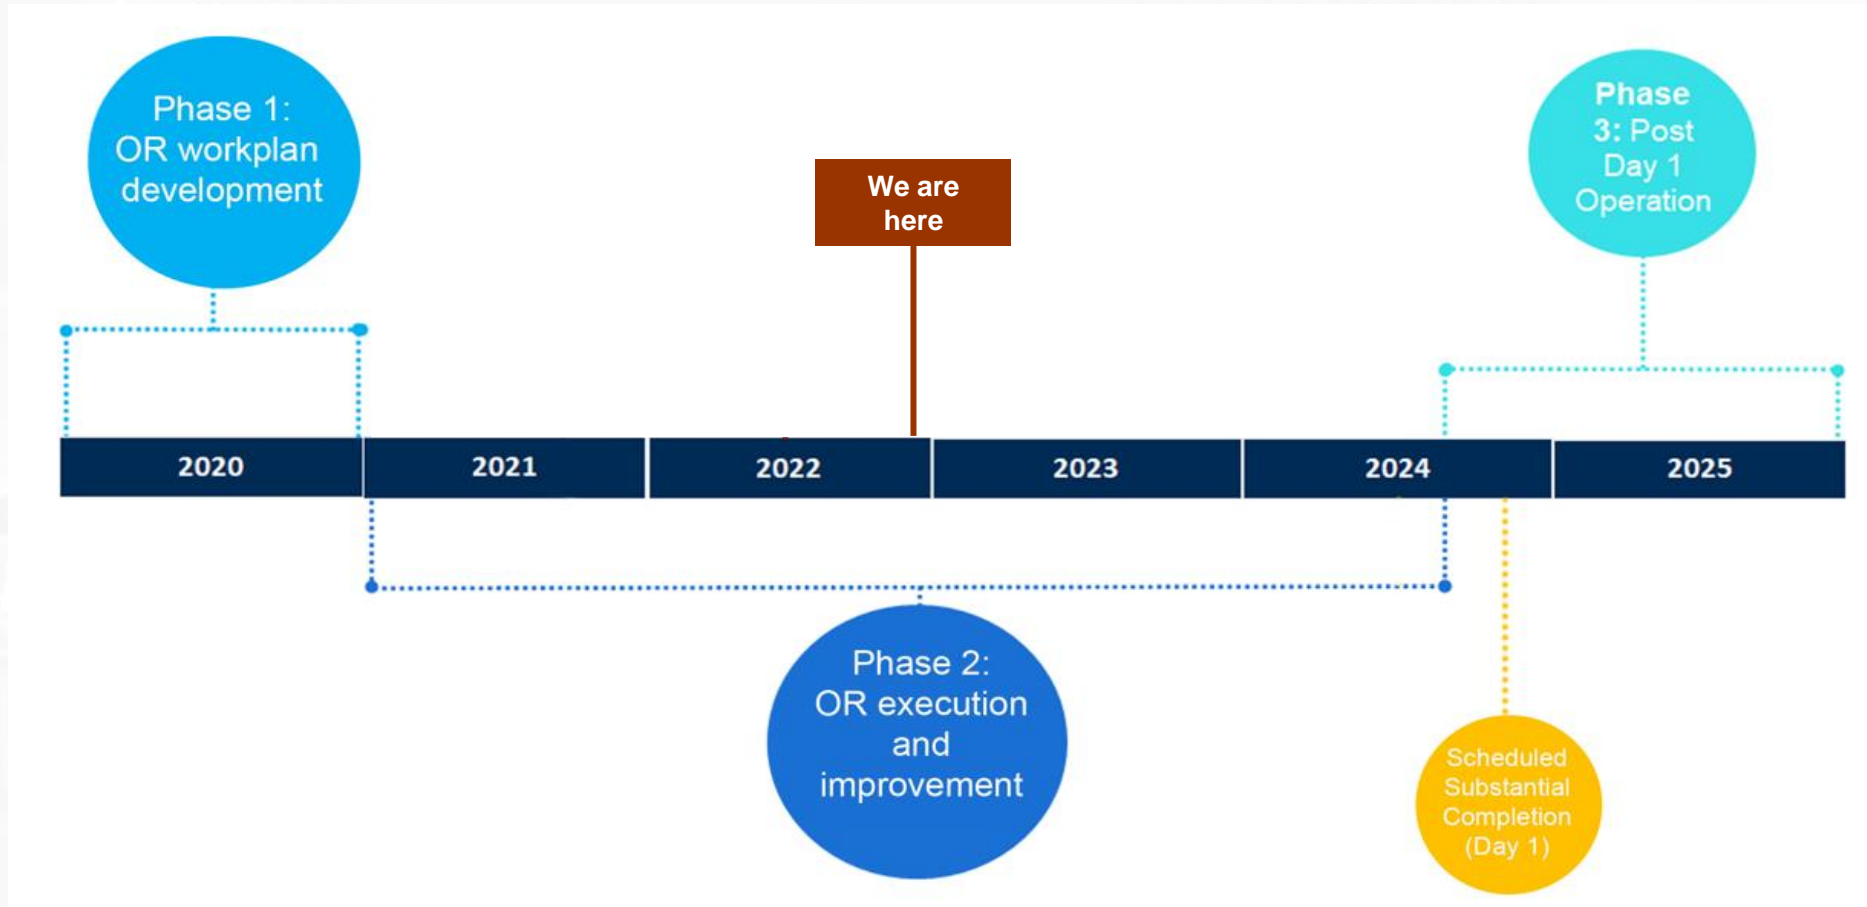 Phase 1:
OR workplan
development
We are
here
Phase
3: Post
Day 1
Operation
2020
2021
2022
2023
2024
2025
Phase 2:
OR execution
and
improvement
Scheduled
Substantial
Completion
(Day 1)